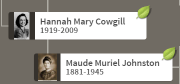 Hannah Mary Cowgill
1919-2009
Maude Muriel Johnston
1881-1945